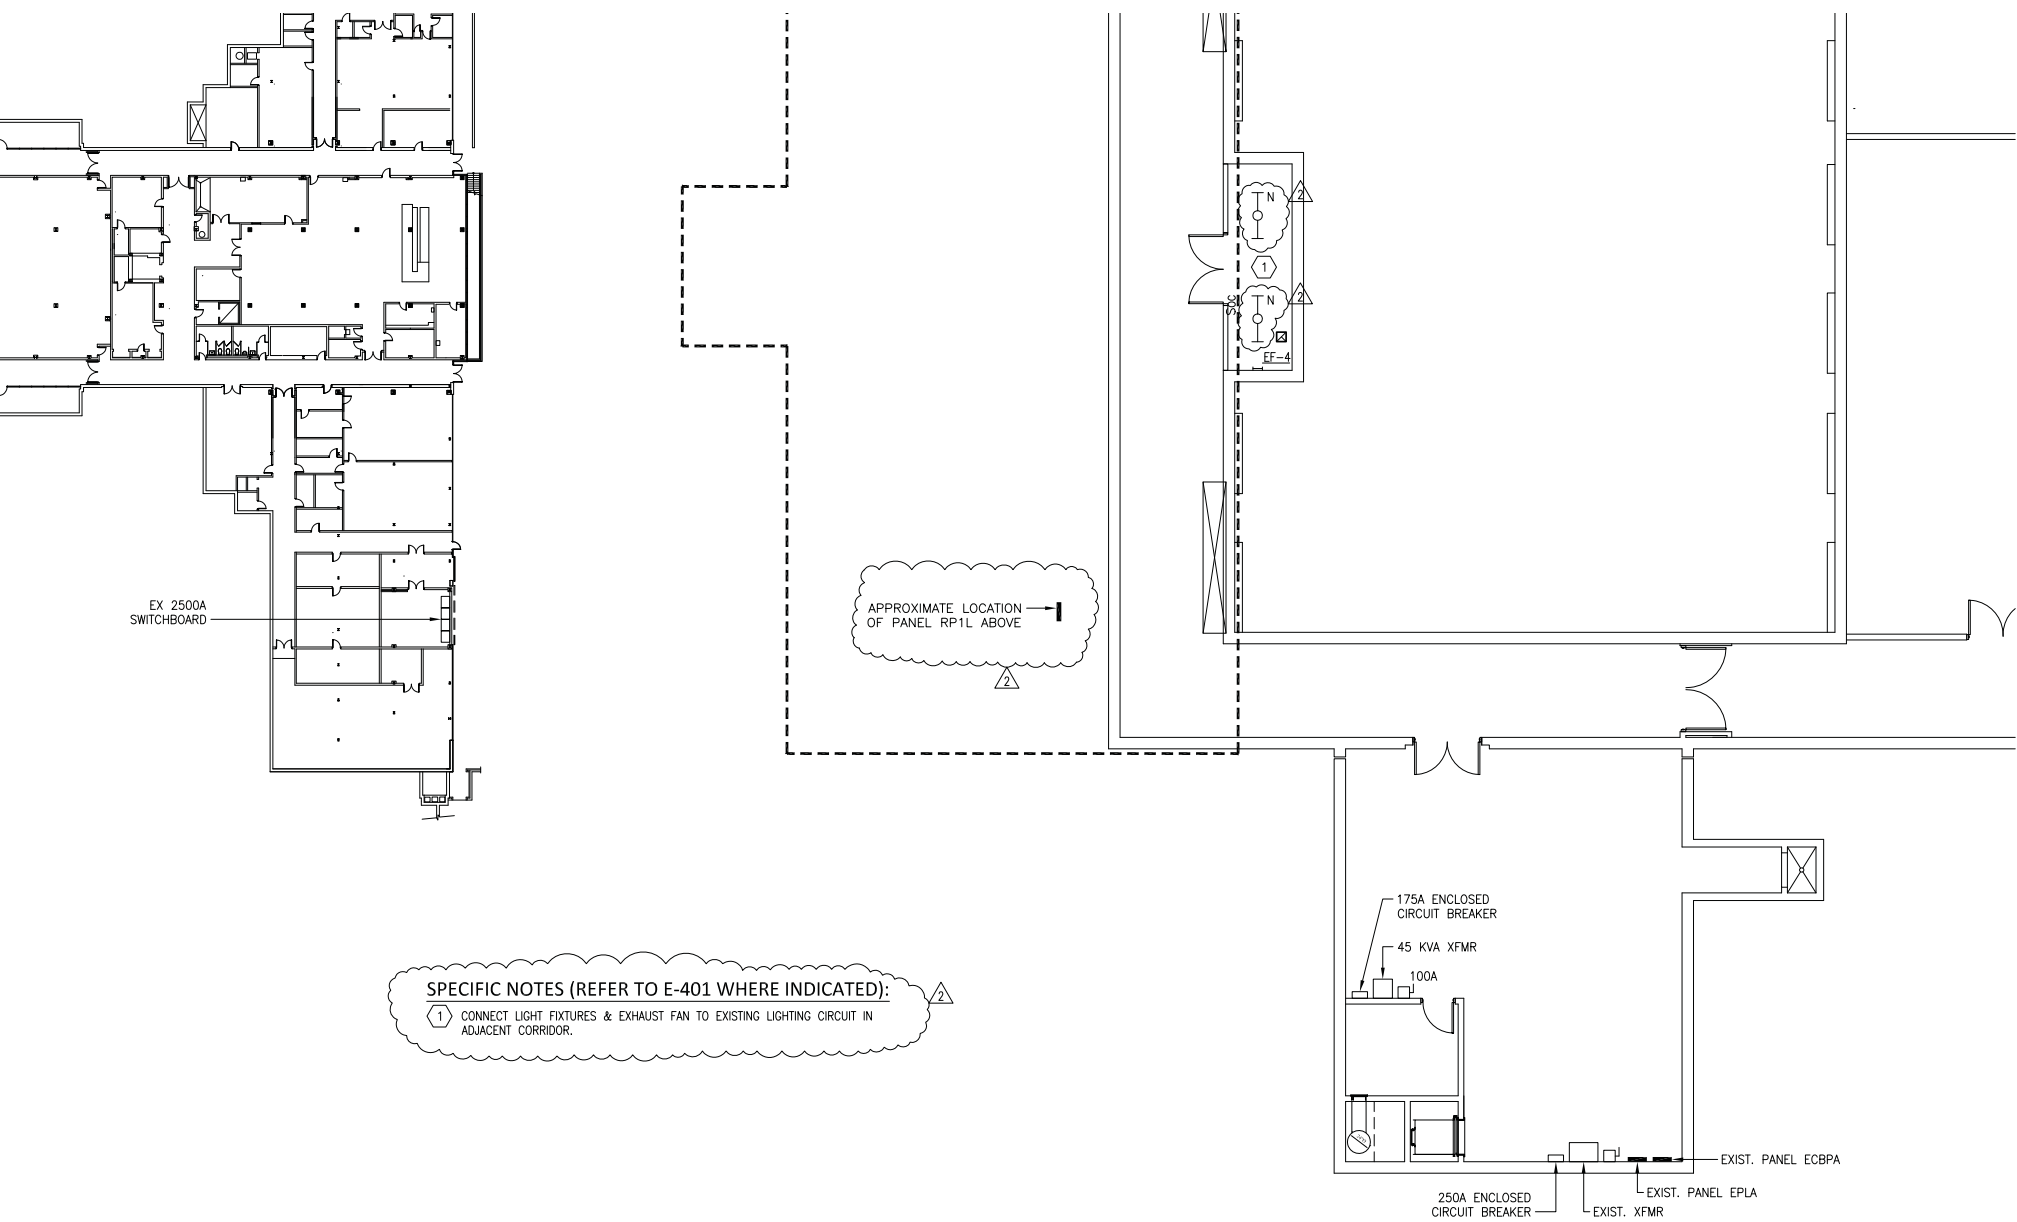 N
2
1
N
2
SOC
EF-4
EX 2500A
SWITCHBOARD
APPROXIMATE LOCATION
OF PANEL RP1L ABOVE
2
175A ENCLOSED
CIRCUIT BREAKER
45 KVA XFMR
100A
SPECIFIC NOTES (REFER TO E-401 WHERE INDICATED):
2
1 CONNECT LIGHT FIXTURES & EXHAUST FAN TO EXISTING LIGHTING CIRCUIT IN
ADJACENT CORRIDOR.
EXIST. PANEL ECBPA
EXIST. PANEL EPLA
250A ENCLOSED
CIRCUIT BREAKER
EXIST. XFMR